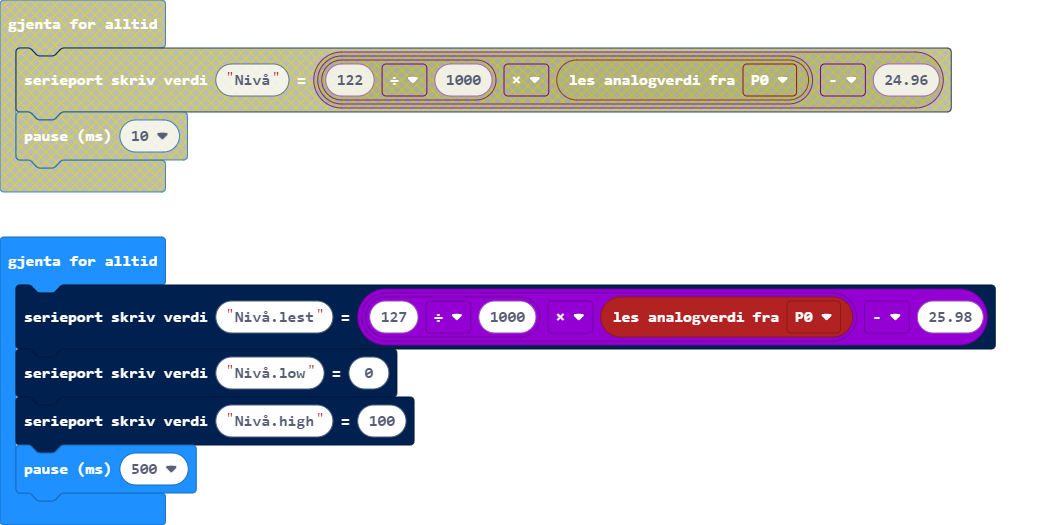 gjenta for alltid
serieport skriv verdi "Nivå" = 122 ÷ 1000 × les analogverdi fra P0 - 24.96
pause (ms) 10
gjenta for alltid
serieport skriv verdi "Nivå.lest" = 127 ÷ 1000 × les analogverdi fra P0 - 25.98
serieport skriv verdi "Nivå.low" = 0
serieport skriv verdi "Nivå.high" = 100
pause (ms) 500